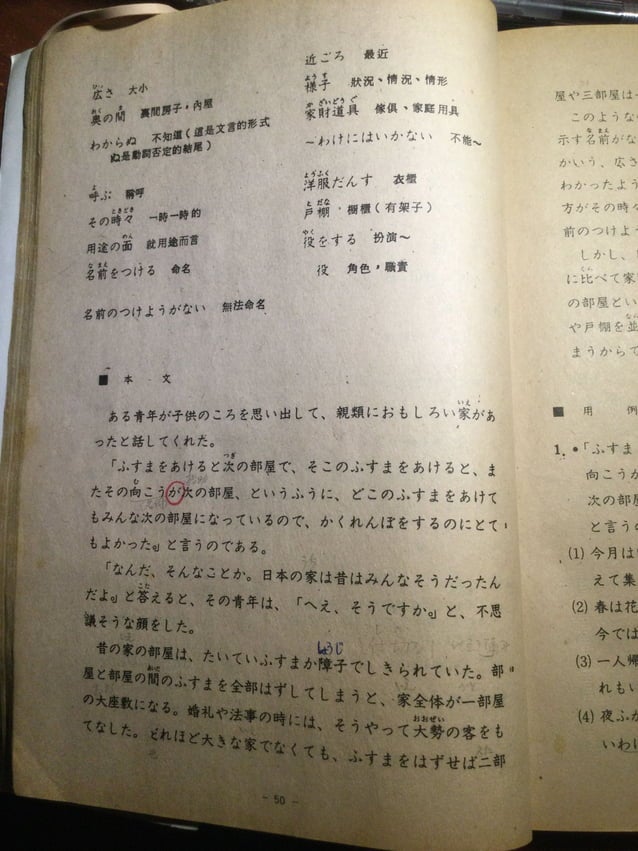 広さ 大小
奥の間 裏間房子，內屋
わからぬ 不知道（這是文言的形式
ぬ是動詞否定的結尾）
呼ぶ 稱呼
その時々 一時一時的
用途の面 就用途而言
名前をつける 命名
名前のつけようがない 無法命名
近ごろ 最近
様子 狀況、情況、情形
家財道具 傢俱、家庭用具
～わけにはいかない 不能～
洋服だんす 衣櫃
戸棚 櫥櫃（有架子）
役をする 扮演～
役 角色，職責
■ 本 文
ある青年が子供のころを思い出して、親類におもしろい家があ
ったと話してくれた。
「ふすまをあけると次の部屋で、そこのふすまをあけると、ま
たその向こうが次の部屋、というふうに、どこのふすまをあけて
もみんな次の部屋になっているので、かくれんぼをするのにとて
もよかった。」と言うのである。
「なんだ、そんなことか。日本の家は昔はみんなそうだったん
だよ。」と答えると、その青年は、「へえ、そうですか。」と、不思
議そうな顔をした。
しょうじ
昔の家の部屋は、たいていふすまか障子でしきられていた。部
屋と部屋の間のふすまを全部はずしてしまうと、家全体が一部屋
の大座敷になる。婚礼や法事の時には、そうやって大勢の客をも
てなした。どれほど大きな家でなくても、ふすまをはずせば二部
- 50 -
屋や三部屋は
このような
示す名前がな
かいう、広さ
わかったよう
方がその時々
前のつけよう
しかし、
に比べて家
の部屋とい
や戸棚を並
まうからで
■ 用 例
1. •「ふすま
向こうが
次の部屋
と言うの
(1) 今月は
えて集
(2) 春は花
今では
(3) 一人帰
れもい
(4) 夜ふか
いわけ